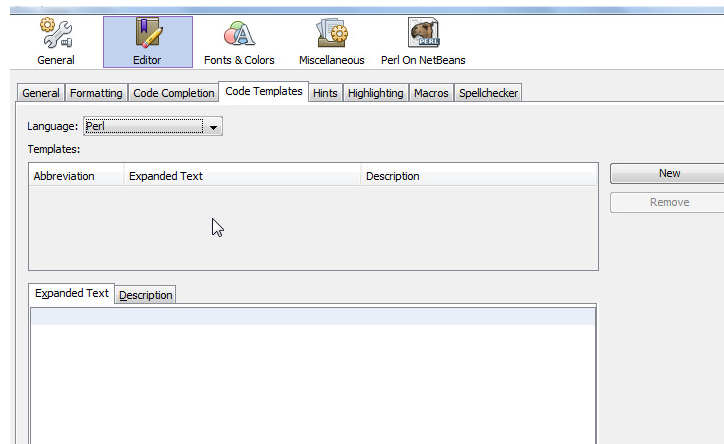 General Editor Fonts & Colors Miscellaneous Perl On NetBeans
PERL
General Formatting Code Completion Code Templates Hints Highlighting Macros Spellchecker
Language: Perl
Templates:
Abbreviation Expanded Text Description
New
Remove
Expanded Text Description